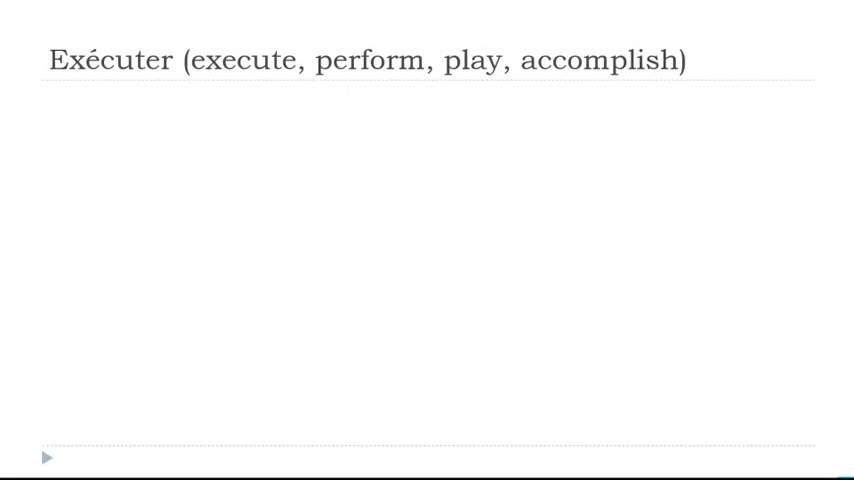 Exécuter (execute, perform, play, accomplish)